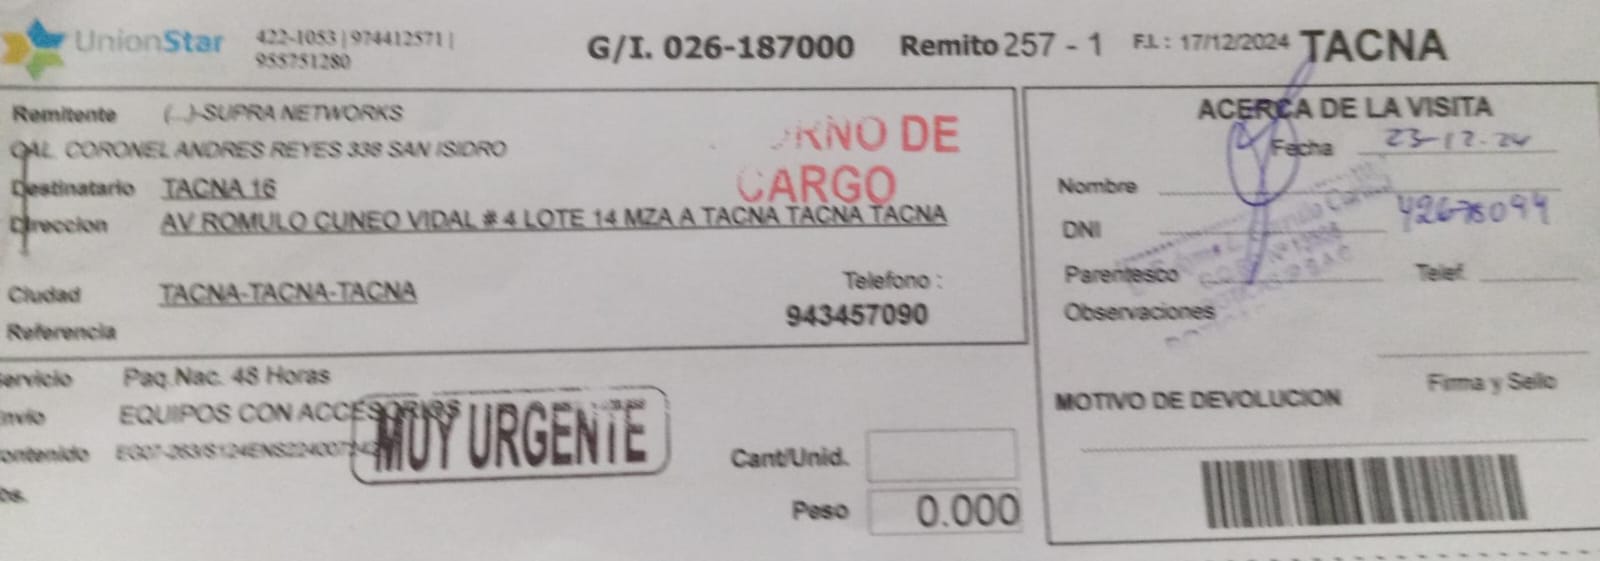 UnionStar
422-1053 | 974412571 |
955751280
G/I. 026-187000 Remito 257 - 1 F.I.: 17/12/2024 TACNA
Remitente (...)-SUPRA NETWORKS
CAL. CORONEL ANDRES REYES 338 SAN ISIDRO
DE
CARGO
Destinatario TACNA 16
Direccion AV ROMULO CUNEO VIDAL # 4 LOTE 14 MZA A TACNA TACNA TACNA
Ciudad TACNA-TACNA-TACNA
Telefono :
943457090
Referencia
ACERCA DE LA VISITA
Fecha 23-12-24
Nombre
DNI 42678094
Parentesco Telef.
Observaciones
Firma y Sello
MOTIVO DE DEVOLUCION
Paq.Nac. 48 Horas
EQUIPOS CON ACCESORIOS
MUY URGENTE
Cant/Unid.
Peso 0.000